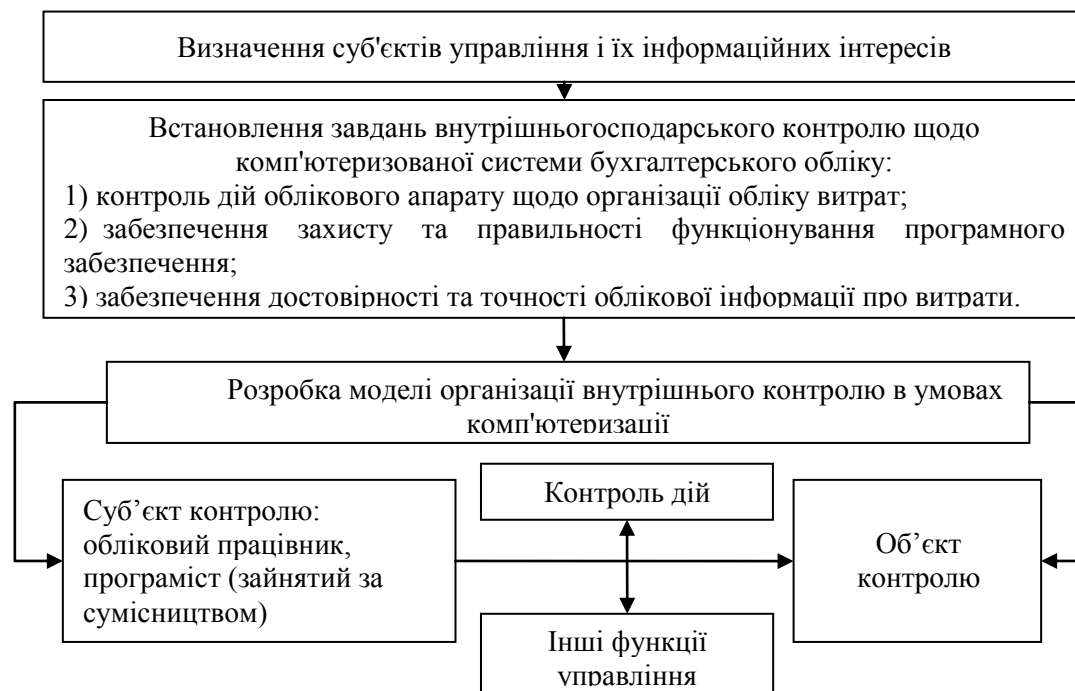 Визначення суб'єктів управління і їх інформаційних інтересів
Встановлення завдань внутрішньогосподарського контролю щодо
комп'ютеризованої системи бухгалтерського обліку:
1) контроль дій облікового апарату щодо організації обліку витрат;
2) забезпечення захисту та правильності функціонування програмного
забезпечення;
3) забезпечення достовірності та точності облікової інформації про витрати.
Розробка моделі організації внутрішнього контролю в умовах
комп'ютеризації
Суб’єкт контролю:
обліковий працівник,
програміст (зайнятий за
сумісництвом)
Контроль дій
Інші функції
управління
Об’єкт
контролю